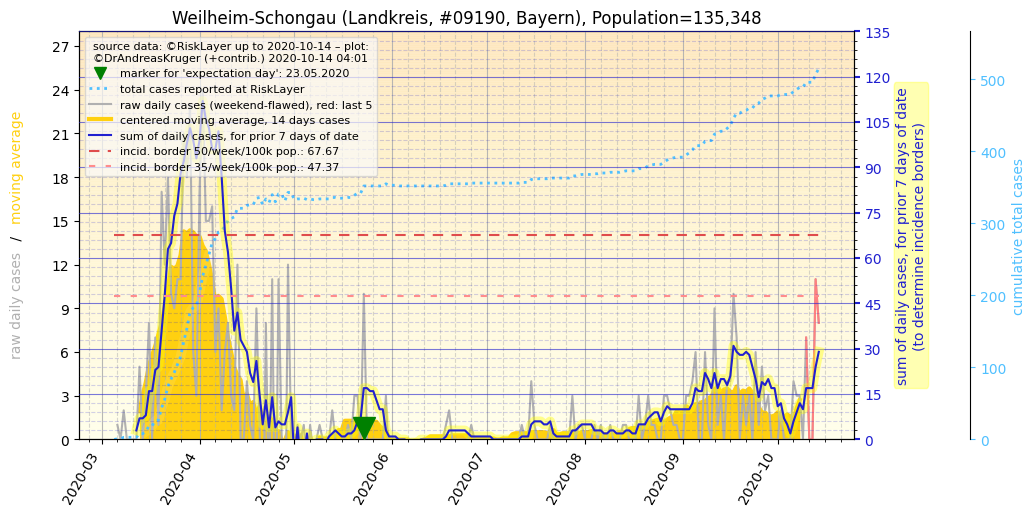 Weilheim-Schongau (Landkreis, #09190, Bayern), Population=135,348
source data: ©RiskLayer up to 2020-10-14 – plot:
©DrAndreasKruger (+contrib.) 2020-10-14 04:01
marker for 'expectation day': 23.05.2020
total cases reported at RiskLayer
raw daily cases (weekend-flawed), red: last 5
centered moving average, 14 days cases
sum of daily cases, for prior 7 days of date
incid. border 50/week/100k pop.: 67.67
incid. border 35/week/100k pop.: 47.37
raw daily cases / moving average
27
24
21
18
15
12
9
6
3
0
2020-03
2020-04
2020-05
2020-06
2020-07
2020-08
2020-09
2020-10
135
120
105
90
75
60
45
30
15
0
sum of daily cases, for prior 7 days of date
(to determine incidence borders)
500
400
300
200
100
0
cumulative total cases